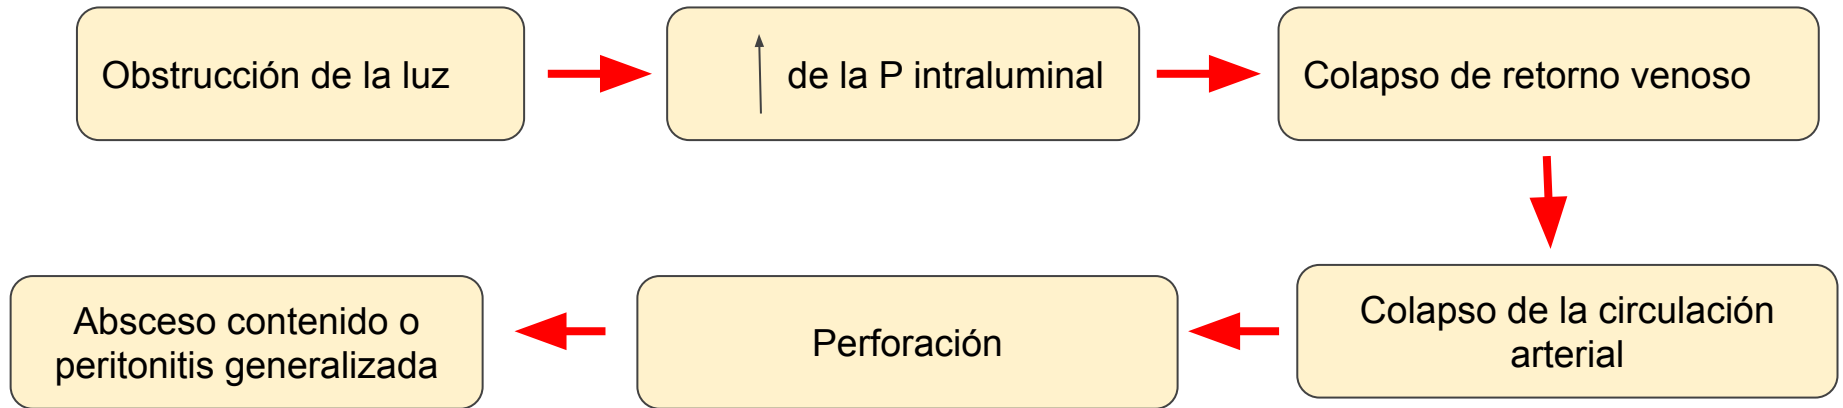 Obstrucción de la luz
de la P intraluminal
Colapso de retorno venoso
Colapso de la circulación
arterial
Perforación
Absceso contenido o
peritonitis generalizada